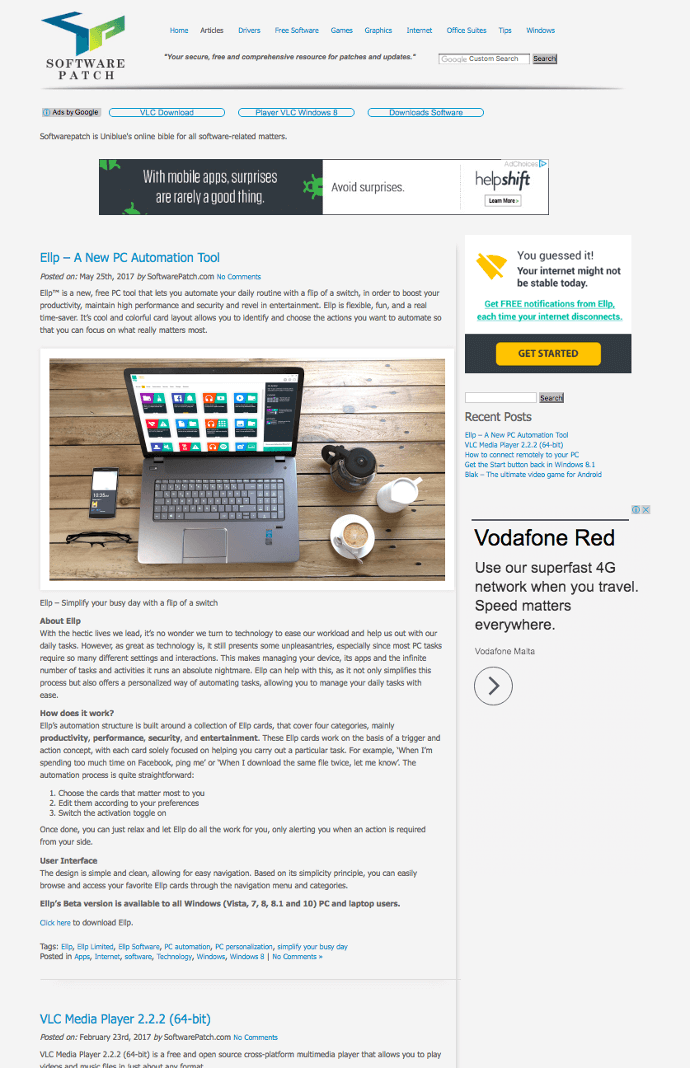 SOFTWARE
PATCH
Home Articles Drivers Free Software Games Graphics Internet Office Suites Tips Windows
"Your secure, free and comprehensive resource for patches and updates."
Google Custom Search Search
Ads by Google VLC Download Player VLC Windows 8 Downloads Software
Softwarepatch is Uniblue's online bible for all software-related matters.
With mobile apps, surprises
are rarely a good thing.
Avoid surprises.
AdChoices
helpshift
Learn More ›
Ellp – A New PC Automation Tool
Posted on: May 25th, 2017 by SoftwarePatch.com No Comments
Ellp™ is a new, free PC tool that lets you automate your daily routine with a flip of a switch, in order to boost your
productivity, maintain high performance and security and revel in entertainment. Ellp is flexible, fun, and a real
time-saver. It's cool and colorful card layout allows you to identify and choose the actions you want to automate so
that you can focus on what really matters most.
Ellp – Simplify your busy day with a flip of a switch
About Ellp
With the hectic lives we lead, it's no wonder we turn to technology to ease our workload and help us out with our
daily tasks. However, as great as technology is, it still presents some unpleasantries, especially since most PC tasks
require so many different settings and interactions. This makes managing your device, its apps and the infinite
number of tasks and activities it runs an absolute nightmare. Ellp can help with this, as it not only simplifies this
process but also offers a personalized way of automating tasks, allowing you to manage your daily tasks with
ease.
How does it work?
Ellp's automation structure is built around a collection of Ellp cards, that cover four categories, mainly
productivity, performance, security, and entertainment. These Ellp cards work on the basis of a trigger and
action concept, with each card solely focused on helping you carry out a particular task. For example, 'When I'm
spending too much time on Facebook, ping me' or 'When I download the same file twice, let me know'. The
automation process is quite straightforward:
1. Choose the cards that matter most to you
2. Edit them according to your preferences
3. Switch the activation toggle on
Once done, you can just relax and let Ellp do all the work for you, only alerting you when an action is required
from your side.
User Interface
The design is simple and clean, allowing for easy navigation. Based on its simplicity principle, you can easily
browse and access your favorite Ellp cards through the navigation menu and categories.
Ellp's Beta version is available to all Windows (Vista, 7, 8, 8.1 and 10) PC and laptop users.
Click here to download Ellp.
Tags: Ellp, Ellp Limited, Ellp Software, PC automation, PC personalization, simplify your busy day
Posted in Apps, Internet, software, Technology, Windows, Windows 8 | No Comments »
VLC Media Player 2.2.2 (64-bit)
Posted on: February 23rd, 2017 by SoftwarePatch.com No Comments
VLC Media Player 2.2.2 (64-bit) is a free and open source cross-platform multimedia player that allows you to play
videos and music files in just about any format.
You guessed it!
Your internet might not
be stable today.
Get FREE notifications from Ellp,
each time your internet disconnects.
GET STARTED
Search
Recent Posts
Ellp – A New PC Automation Tool
VLC Media Player 2.2.2 (64-bit)
How to connect remotely to your PC
Get the Start button back in Windows 8.1
Blak – The ultimate video game for Android
Vodafone Red
Use our superfast 4G
network when you travel.
Speed matters
everywhere.
Vodafone Malta